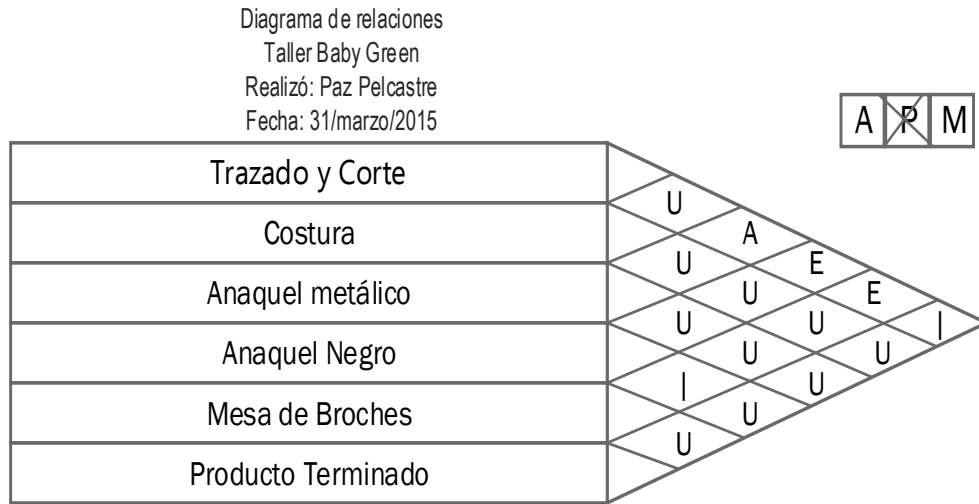 Diagrama de relaciones
Taller Baby Green
Realizó: Paz Pelcastre
Fecha: 31/marzo/2015
A P M
Trazado y Corte
U
A
Costura
U
E
Anaquel metálico
U
E
U
U
I
Anaquel Negro
U
U
I
U
Mesa de Broches
U
U
Producto Terminado
U